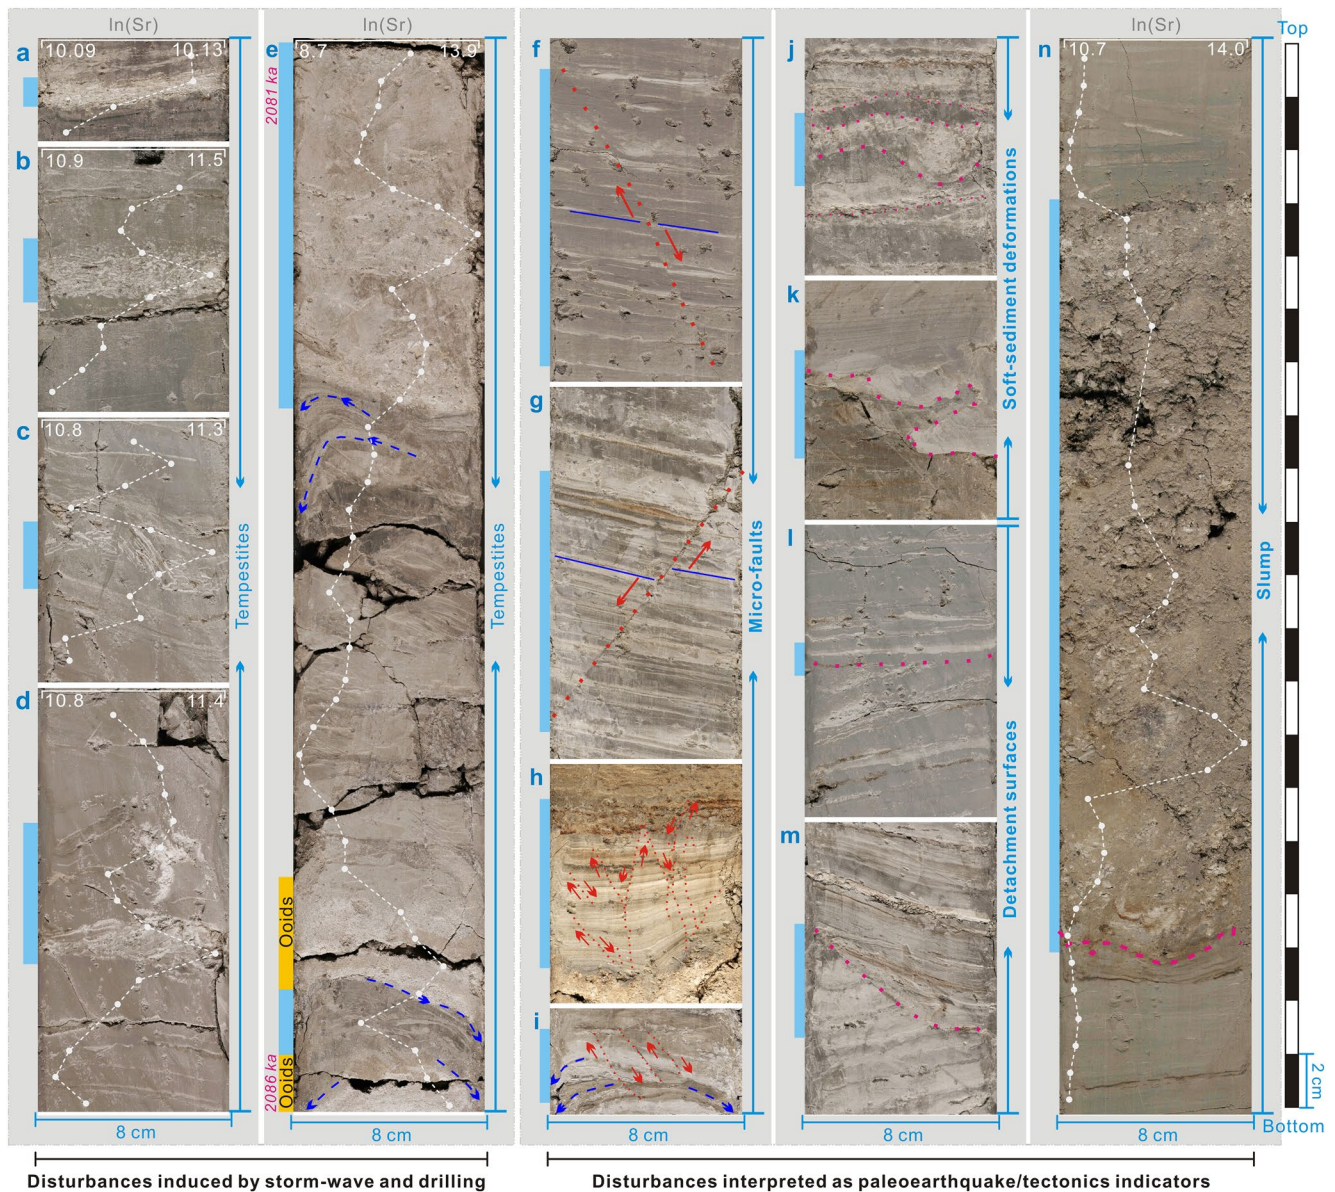 ln(Sr)
ln(Sr)
ln(Sr)
Top
a
10.09
10.13
b
10.9
11.5
c
10.8
11.3
d
10.8
11.4
Tempestites
e
8.7
13.9
2081 ka
Ooids
Ooids
2086 ka
Tempestites
f
g
h
i
Micro-faults
j
k
l
m
Soft-sediment deformations
Detachment surfaces
n
10.7
14.0
Slump
2 cm
Bottom
8 cm
8 cm
8 cm
8 cm
8 cm
Disturbances induced by storm-wave and drilling
Disturbances interpreted as paleoearthquake/tectonics indicators